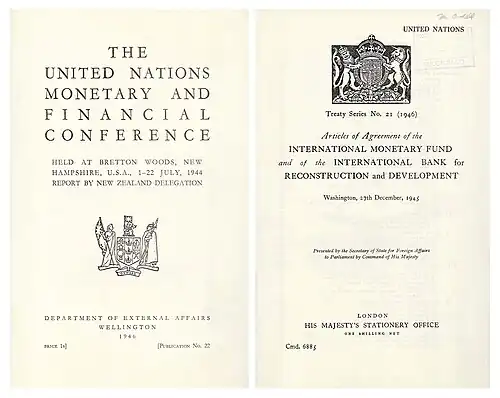 THE
UNITED NATIONS
MONETARY AND
FINANCIAL
CONFERENCE
HELD AT BRETTON WOODS, NEW
HAMPSHIRE, U.S.A., 1–22 JULY, 1944
REPORT BY NEW ZEALAND DELEGATION
DEPARTMENT OF EXTERNAL AFFAIRS
WELLINGTON
1946
PRICE 1s]
[PUBLICATION No. 22
UNITED NATIONS
Treaty Series No. 21 (1946)
Articles of Agreement of the
INTERNATIONAL MONETARY FUND
and of the INTERNATIONAL BANK for
RECONSTRUCTION and DEVELOPMENT
Washington, 27th December, 1945
Presented by the Secretary of State for Foreign Affairs
to Parliament by Command of His Majesty
LONDON
HIS MAJESTY'S STATIONERY OFFICE
ONE SHILLING NET
Cmd. 6885